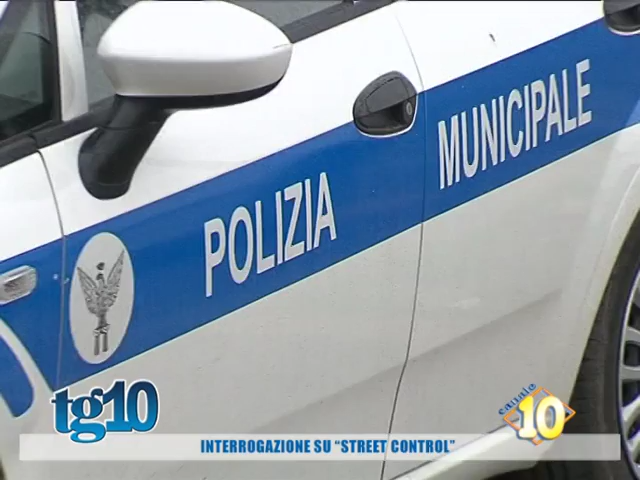 POLIZIA MUNICIPALE
tg10
canale 10
INTERROGAZIONE SU "STREET CONTROL"